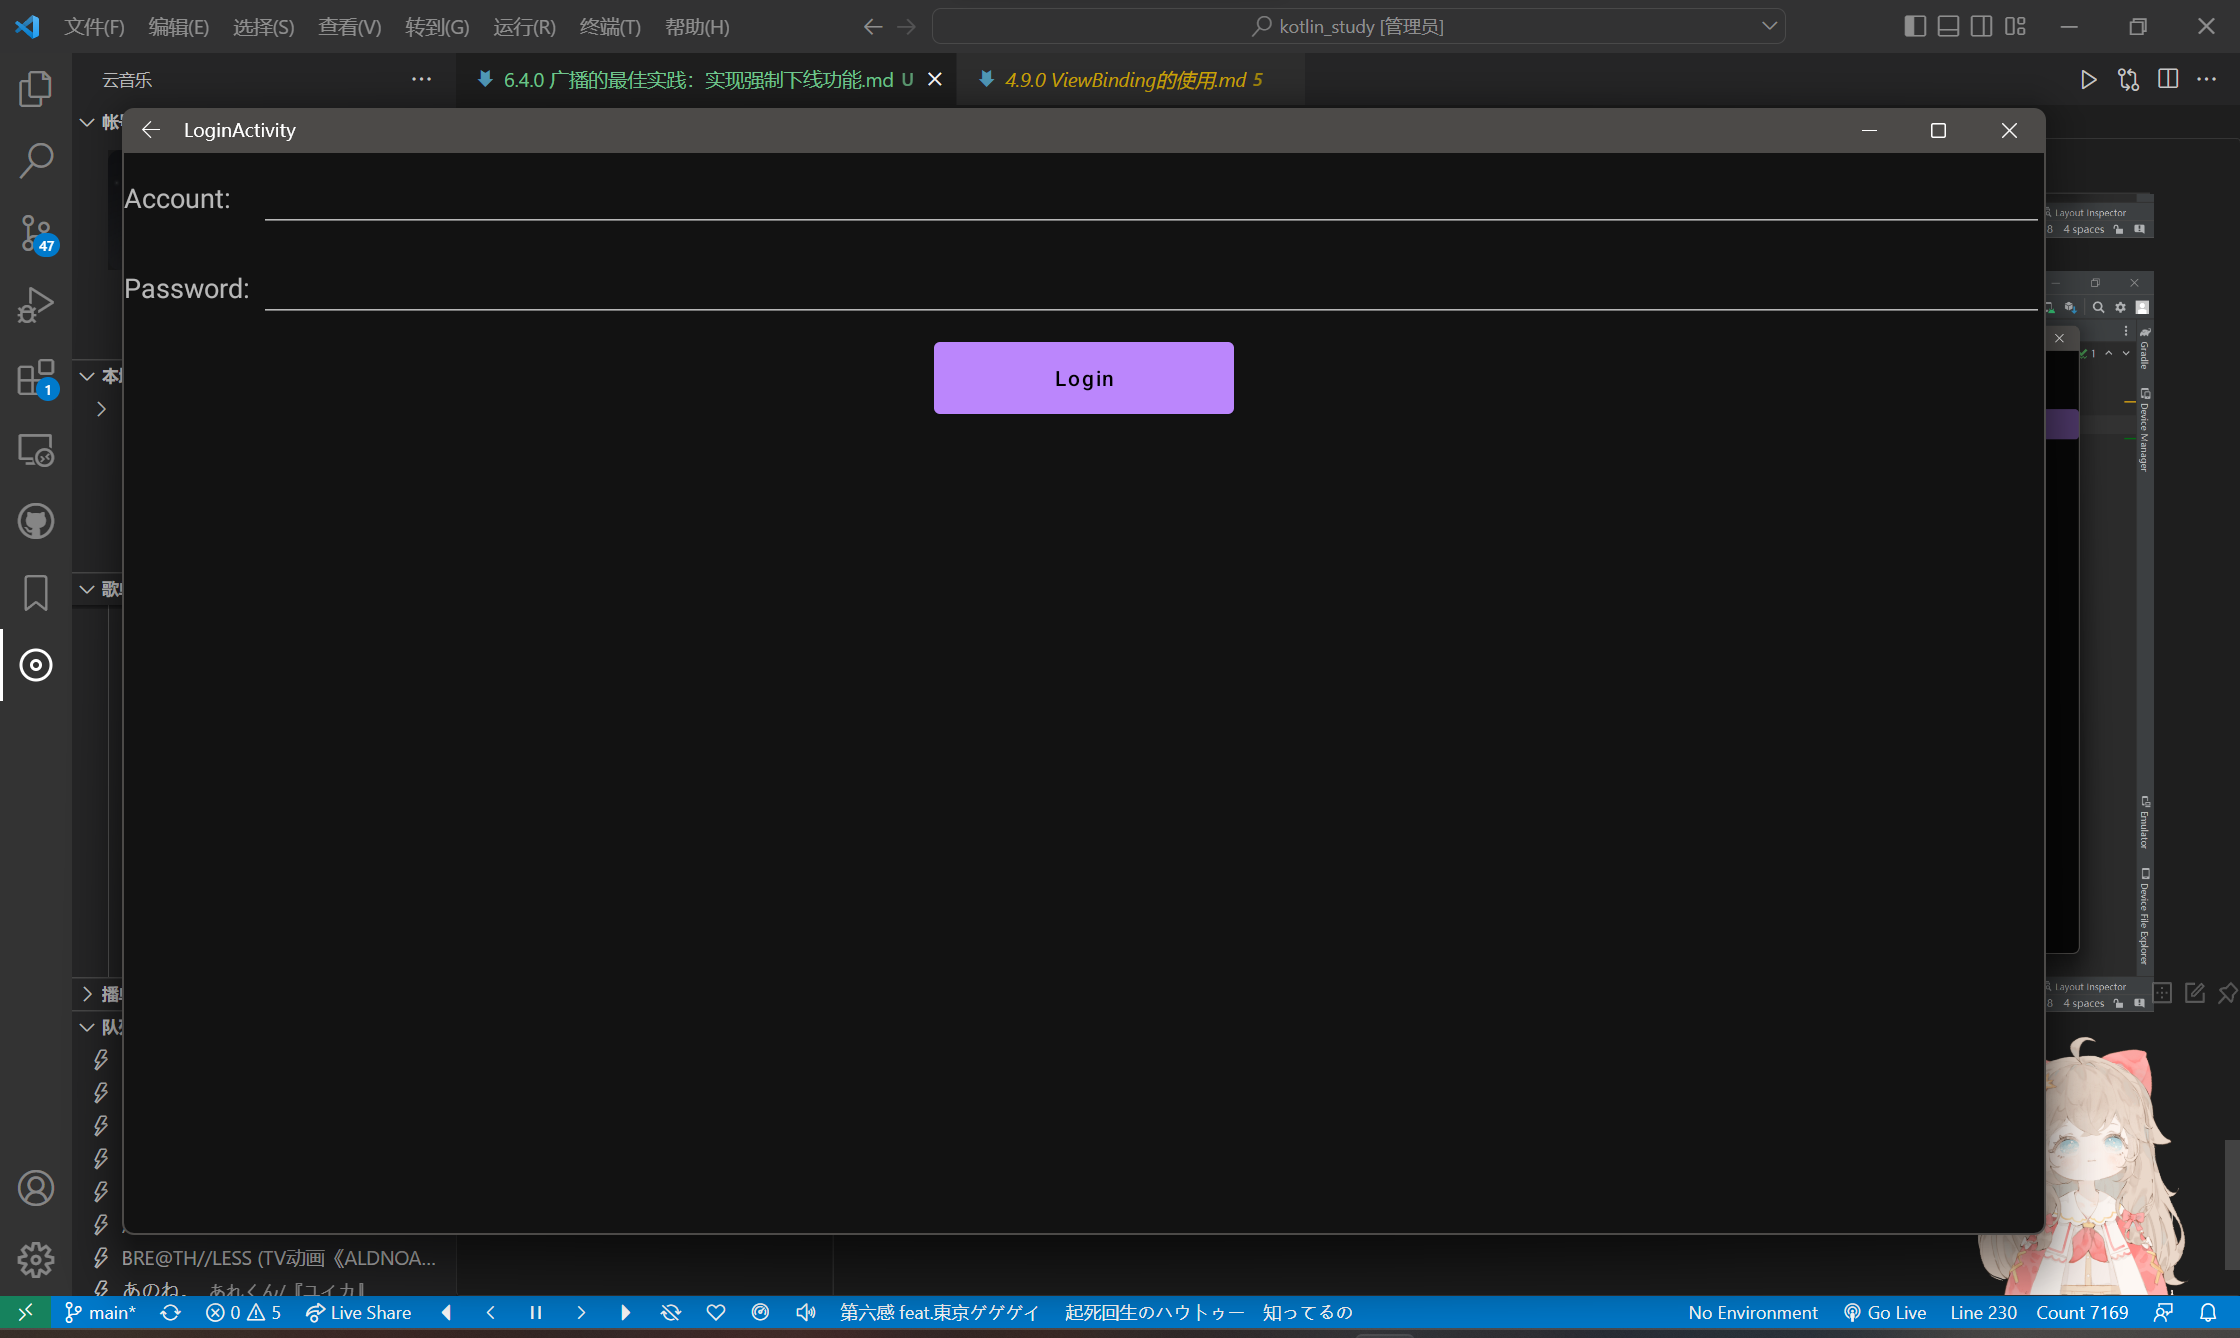 文件(F) 编辑(E) 选择(S) 查看(V) 转到(G) 运行(R) 终端(T) 帮助(H) kotlin_study [管理员]
云音乐 6.4.0 广播的最佳实践：实现强制下线功能.md U 4.9.0 ViewBinding的使用.md 5
LoginActivity
Account:
Password:
Login
47
1
Layout Inspector
8 4 spaces
1
Gradle
Device Manager
Emulator
Device File Explorer
Layout Inspector
8 4 spaces
BRE@TH//LESS (TV动画《ALDNOA...
あのね。 あれくん/『ユイカ』
main* 0 5 Live Share 第六感 feat.東京ゲゲゲイ 起死回生のハウトゥー 知ってるの No Environment Go Live Line 230 Count 7169